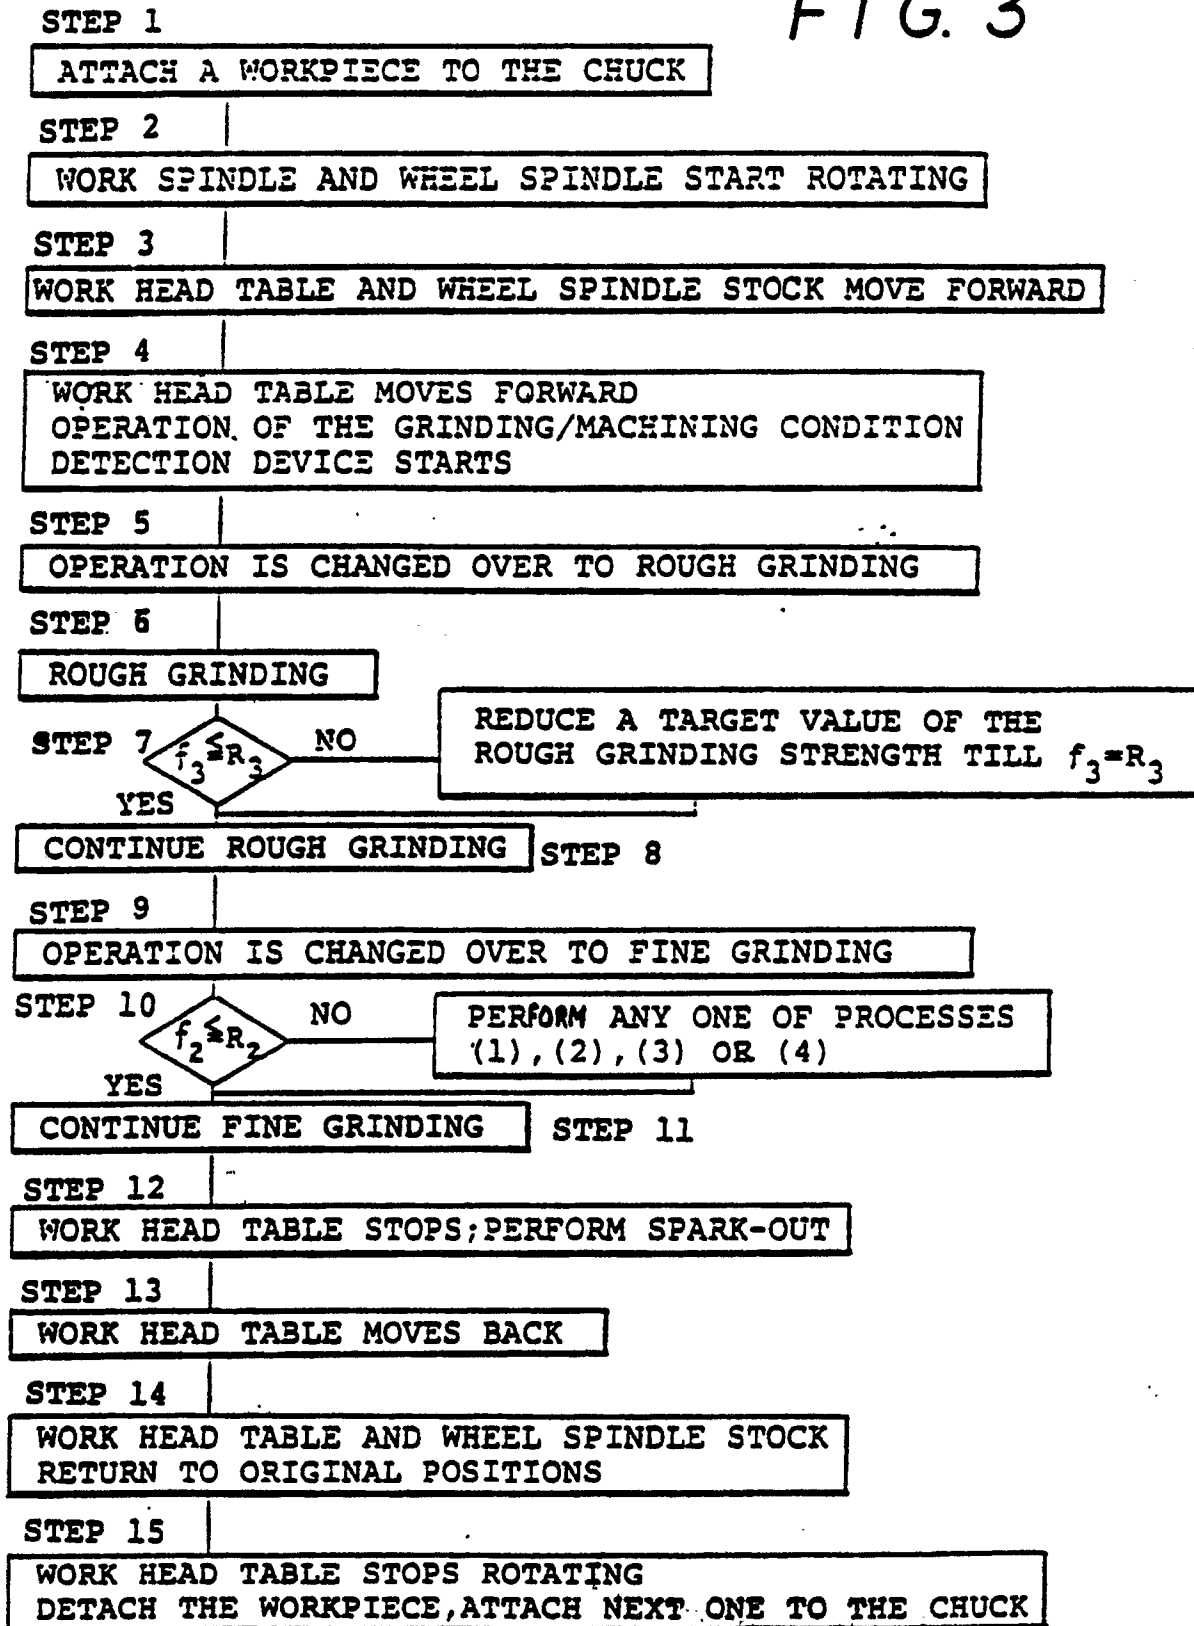 FIG. 3
STEP 1
ATTACH A WORKPIECE TO THE CHUCK
STEP 2
WORK SPINDLE AND WHEEL SPINDLE START ROTATING
STEP 3
WORK HEAD TABLE AND WHEEL SPINDLE STOCK MOVE FORWARD
STEP 4
WORK HEAD TABLE MOVES FORWARD
OPERATION OF THE GRINDING/MACHINING CONDITION
DETECTION DEVICE STARTS
STEP 5
OPERATION IS CHANGED OVER TO ROUGH GRINDING
STEP 6
ROUGH GRINDING
STEP 7
f₃≦R₃
NO
REDUCE A TARGET VALUE OF THE
ROUGH GRINDING STRENGTH TILL f₃=R₃
YES
CONTINUE ROUGH GRINDING
STEP 8
STEP 9
OPERATION IS CHANGED OVER TO FINE GRINDING
STEP 10
f₂≦R₂
NO
PERFORM ANY ONE OF PROCESSES
(1),(2),(3) OR (4)
YES
CONTINUE FINE GRINDING
STEP 11
STEP 12
WORK HEAD TABLE STOPS;PERFORM SPARK-OUT
STEP 13
WORK HEAD TABLE MOVES BACK
STEP 14
WORK HEAD TABLE AND WHEEL SPINDLE STOCK
RETURN TO ORIGINAL POSITIONS
STEP 15
WORK HEAD TABLE STOPS ROTATING
DETACH THE WORKPIECE,ATTACH NEXT ONE TO THE CHUCK